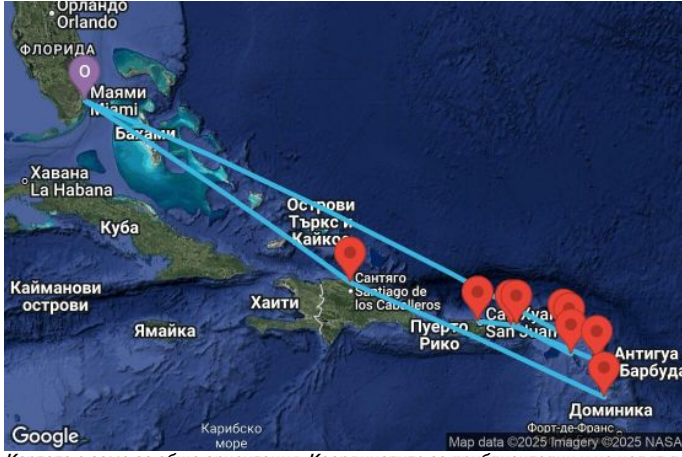 Орландо
Orlando
ФЛОРИДА
O
Маями
Miami
Бахами
Хавана
La Habana
Острови
Търкс и
Куба
Кайкос
Сантяго
Santiago de
los Caballeros
Кайманови
острови
Хаити
Ямайка
Пуерто
Рико
San Juan
Антигуа
Барбуда
Доминика
Карибско
море
Форт-де-Франс
Google
Map data ©2025 Imagery ©2025 NASA